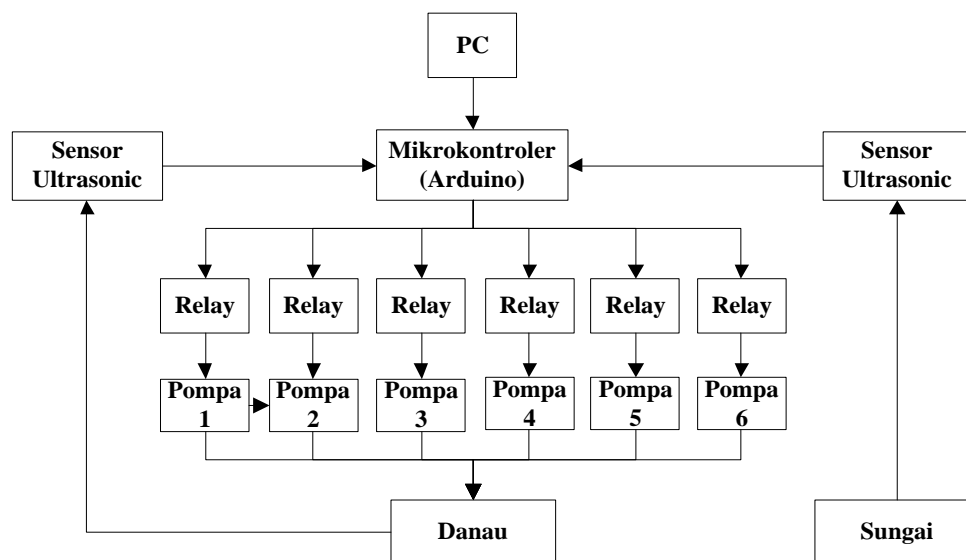 PC
Sensor
Ultrasonic
Mikrokontroler
(Arduino)
Sensor
Ultrasonic
Relay
Relay
Relay
Relay
Relay
Relay
Pompa
1
Pompa
2
Pompa
3
Pompa
4
Pompa
5
Pompa
6
Danau
Sungai